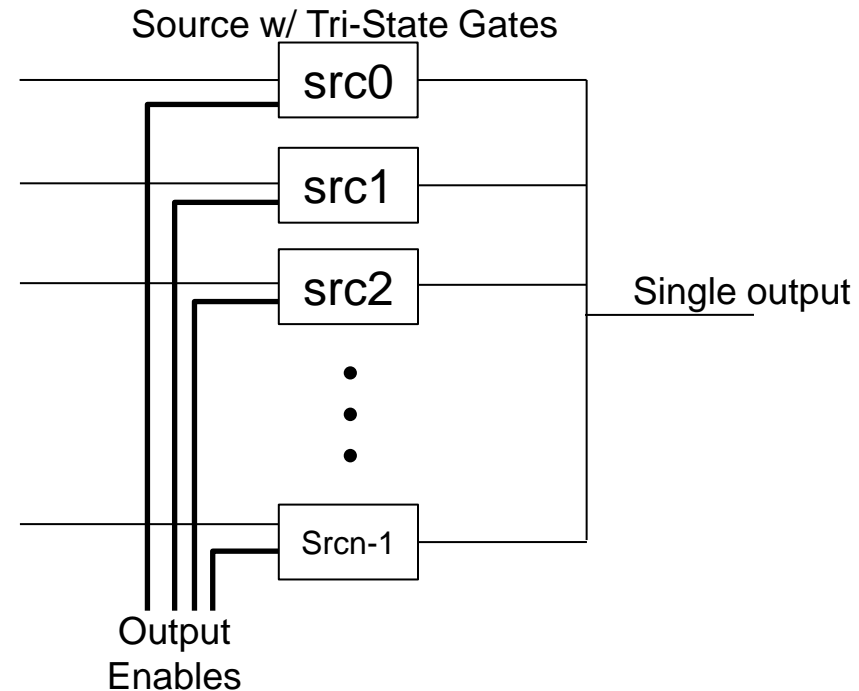 Source w/ Tri-State Gates
src0
src1
src2
Single output
Srcn-1
Output
Enables